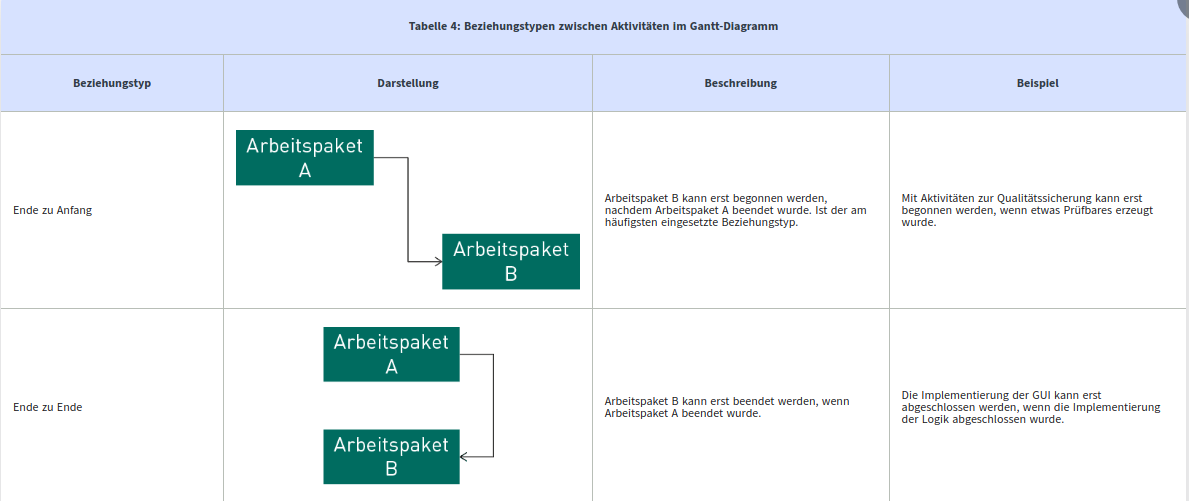 Tabelle 4: Beziehungstypen zwischen Aktivitäten im Gantt-Diagramm
Beziehungstyp
Darstellung
Beschreibung
Beispiel
Ende zu Anfang
Arbeitspaket
A
Arbeitspaket
B
Arbeitspaket B kann erst begonnen werden,
nachdem Arbeitspaket A beendet wurde. Ist der am
häufigsten eingesetzte Beziehungstyp.
Mit Aktivitäten zur Qualitätssicherung kann erst
begonnen werden, wenn etwas Prüfbares erzeugt
wurde.
Ende zu Ende
Arbeitspaket
A
Arbeitspaket
B
Arbeitspaket B kann erst beendet werden, wenn
Arbeitspaket A beendet wurde.
Die Implementierung der GUI kann erst
abgeschlossen werden, wenn die Implementierung
der Logik abgeschlossen wurde.